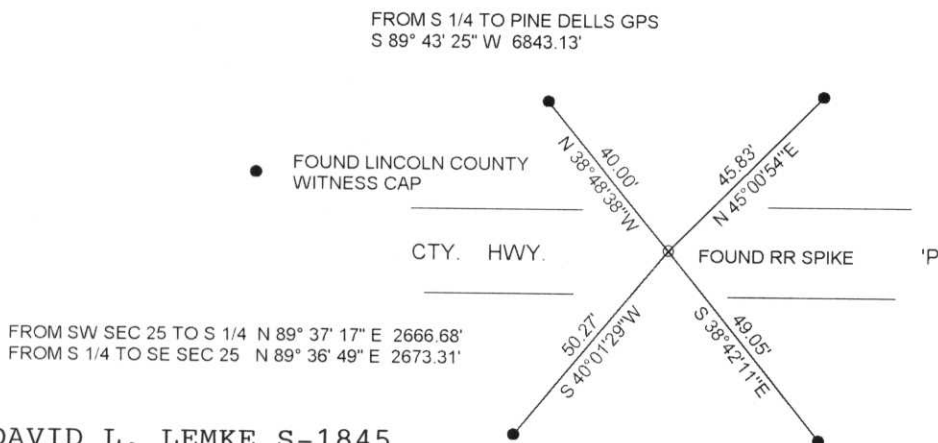 FROM S 1/4 TO PINE DELLS GPS
S 89° 43' 25" W 6843.13'
40.00'
N 38°48'38"W
45.83'
N 45°00'54"E
FOUND LINCOLN COUNTY
WITNESS CAP
CTY. HWY.
FOUND RR SPIKE
'P
FROM SW SEC 25 TO S 1/4 N 89° 37' 17" E 2666.68'
FROM S 1/4 TO SE SEC 25 N 89° 36' 49" E 2673.31'
50.27'
S 40°01'29"W
49.05'
S 38°42'11"E
DAVID L. LEMKE S-1845